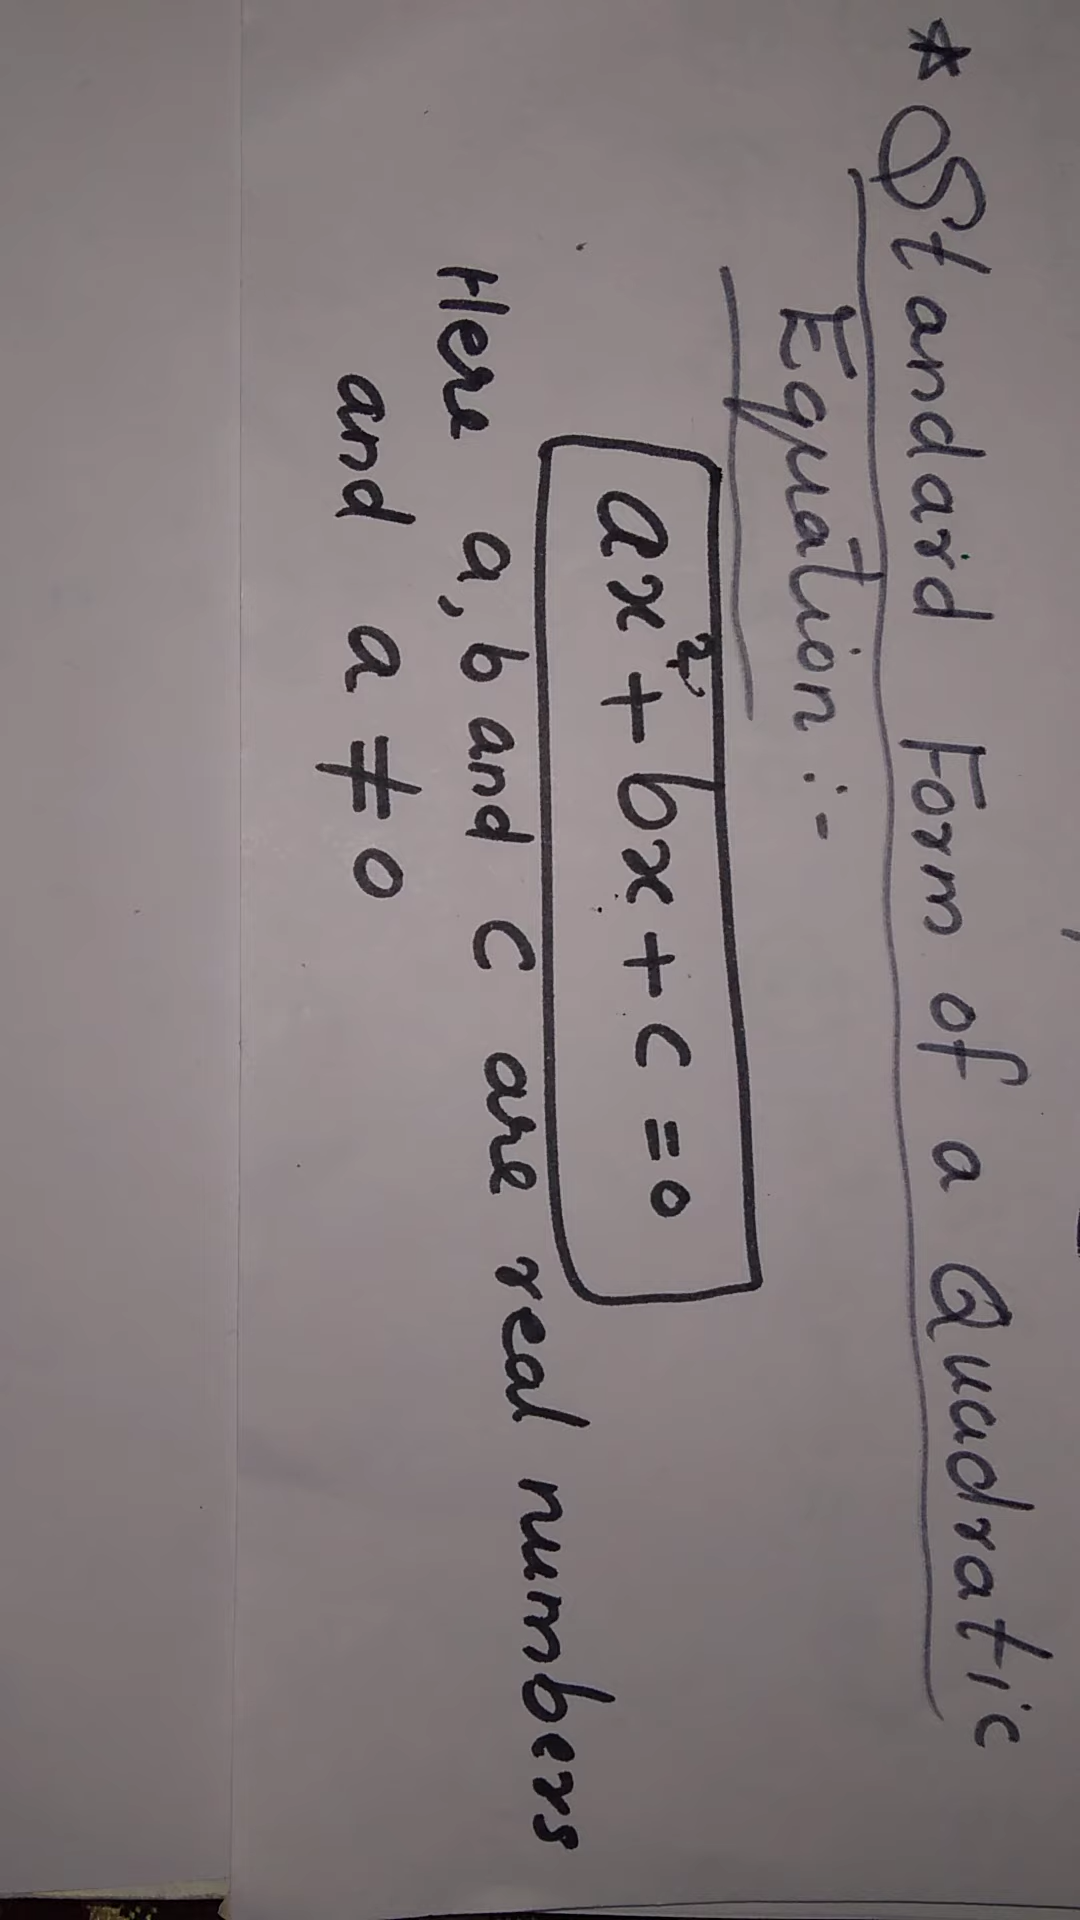 * Standard Form of a Quadratic
Equation :-
ax² + bx + c = 0
Here a, b and c are real numbers
and a ≠ 0